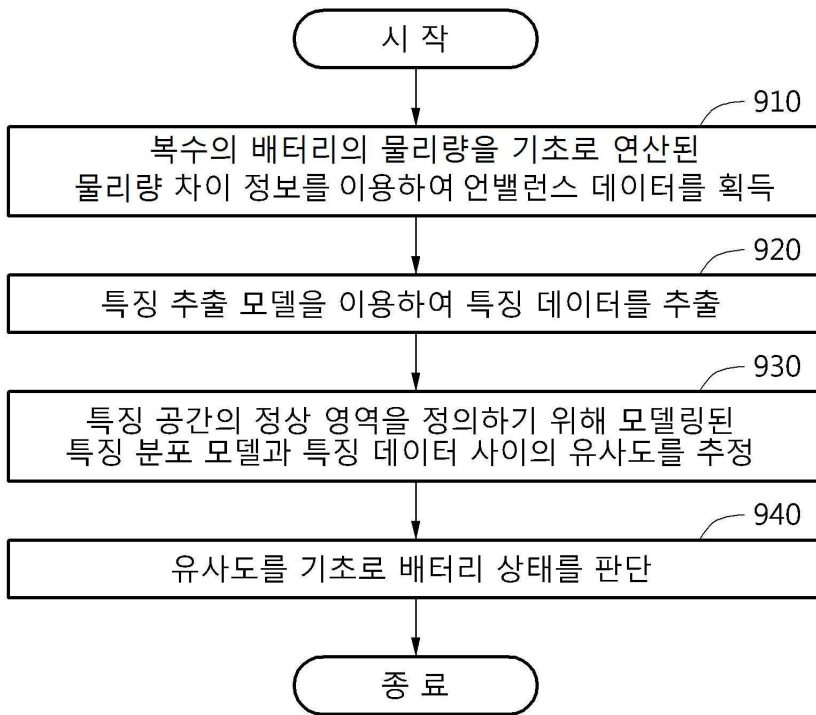 시 작
910
복수의 배터리의 물리량을 기초로 연산된
물리량 차이 정보를 이용하여 언밸런스 데이터를 획득
920
특징 추출 모델을 이용하여 특징 데이터를 추출
930
특징 공간의 정상 영역을 정의하기 위해 모델링된
특징 분포 모델과 특징 데이터 사이의 유사도를 추정
940
유사도를 기초로 배터리 상태를 판단
종 료